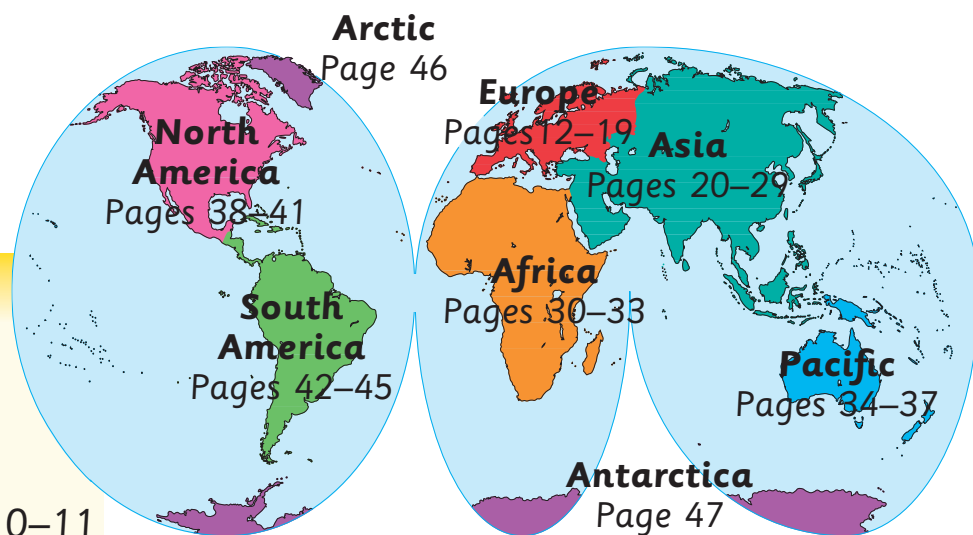 Arctic
Page 46
Europe
Pages 12–19
North
America
Pages 38–41
Asia
Pages 20–29
Africa
Pages 30–33
South
America
Pages 42–45
Pacific
Pages 34–37
Antarctica
Page 47
0–11